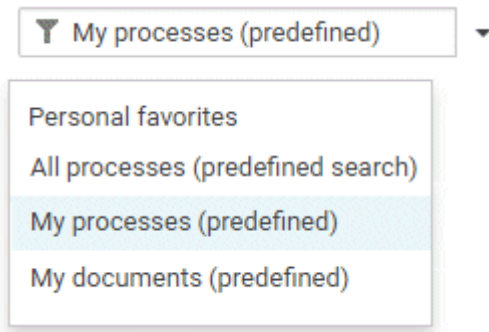 My processes (predefined)
Personal favorites
All processes (predefined search)
My processes (predefined)
My documents (predefined)